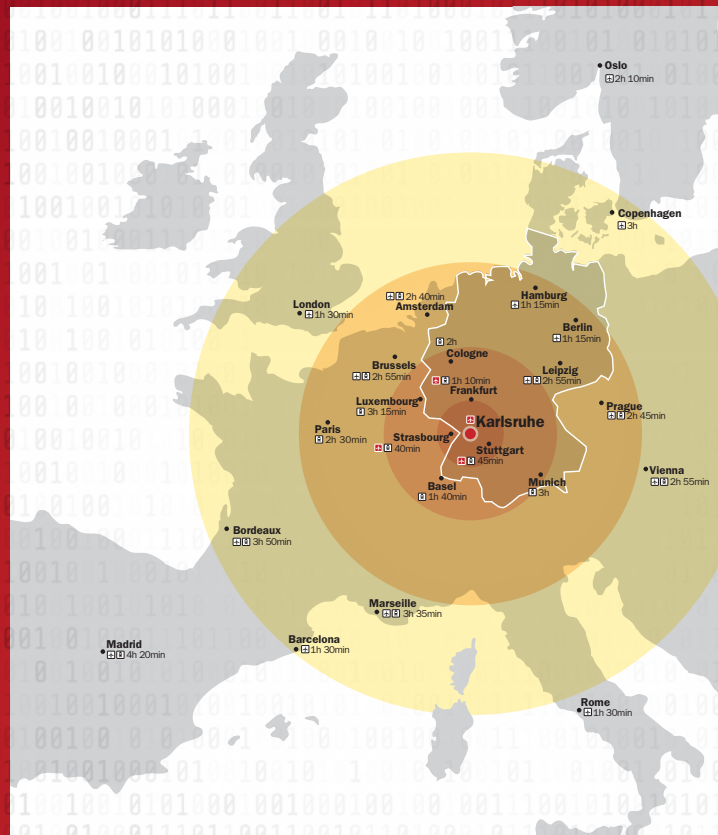 Oslo
2h 10min
Copenhagen
3h
London
1h 30min
2h 40min
Amsterdam
Hamburg
1h 15min
Berlin
1h 15min
2h
Cologne
Brussels
2h 55min
Leipzig
2h 55min
1h 10min
Frankfurt
Luxembourg
3h 15min
Prague
2h 45min
Karlsruhe
Paris
2h 30min
Strasbourg
40min
Stuttgart
45min
Vienna
2h 55min
Basel
1h 40min
Munich
3h
Bordeaux
3h 50min
Marseille
3h 35min
Barcelona
1h 30min
Madrid
4h 20min
Rome
1h 30min